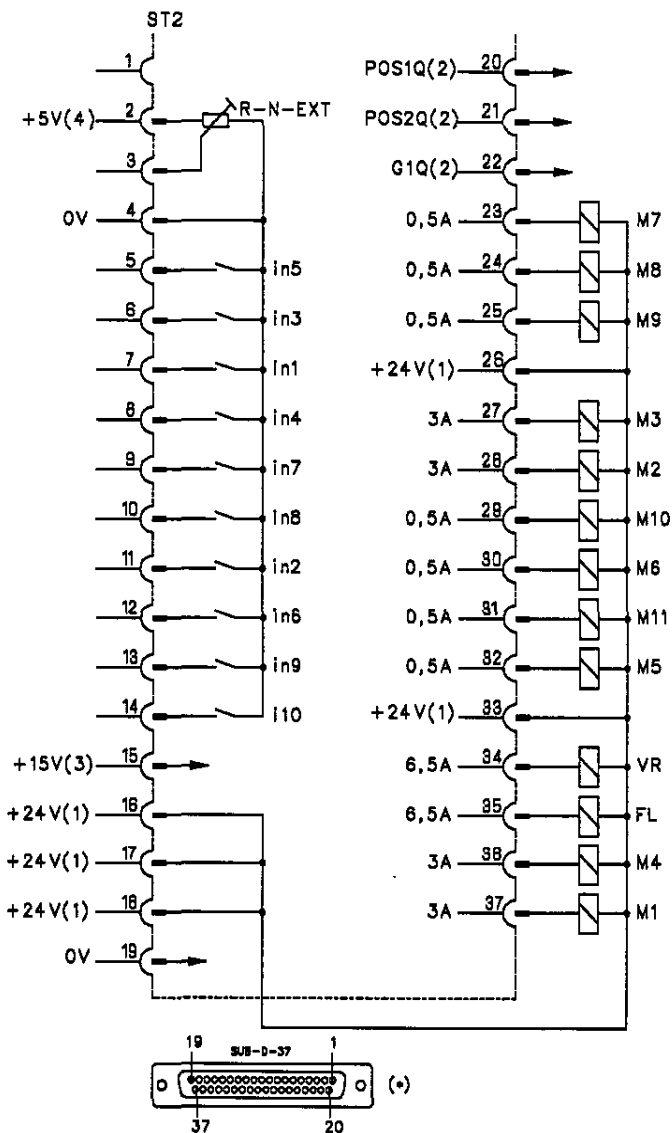 ST2
1
+5V(4) 2 R-N-EXT
3
0V 4
5 in5
6 in3
7 in1
8 in4
9 in7
10 in8
11 in2
12 in6
13 in9
14 i10
+15V(3) 15
+24V(1) 16
+24V(1) 17
+24V(1) 18
0V 19
POS1Q(2) 20
POS2Q(2) 21
G1Q(2) 22
0,5A 23 M7
0,5A 24 M8
0,5A 25 M9
+24V(1) 26
3A 27 M3
3A 28 M2
0,5A 29 M10
0,5A 30 M6
0,5A 31 M11
0,5A 32 M5
+24V(1) 33
6,5A 34 VR
6,5A 35 FL
3A 36 M4
3A 37 M1
19 SUB-D-37 1
(*)
37 20